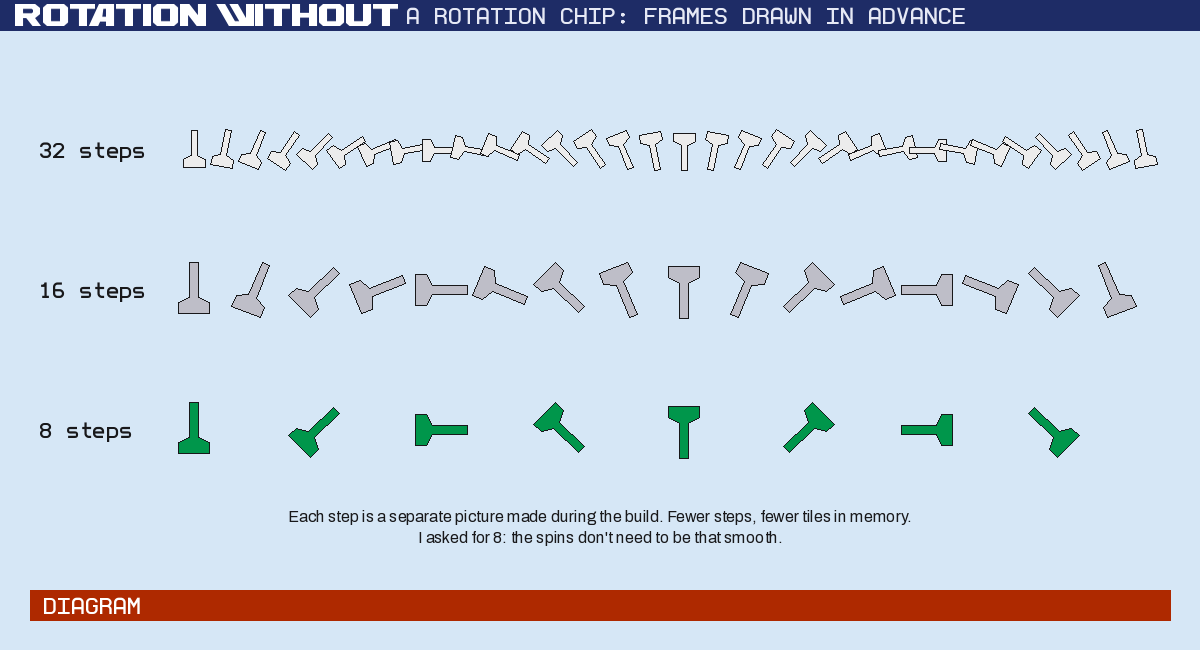 ROTATION WITHOUT A ROTATION CHIP: FRAMES DRAWN IN ADVANCE
32 steps
16 steps
8 steps
Each step is a separate picture made during the build. Fewer steps, fewer tiles in memory.
I asked for 8: the spins don't need to be that smooth.
DIAGRAM